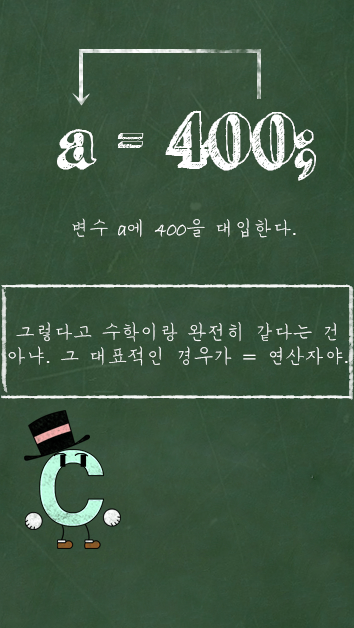 a = 400;
변수 a에 400을 대입한다.
그렇다고 수학이랑 완전히 같다는 건
아냐. 그 대표적인 경우가 = 연산자야.
C